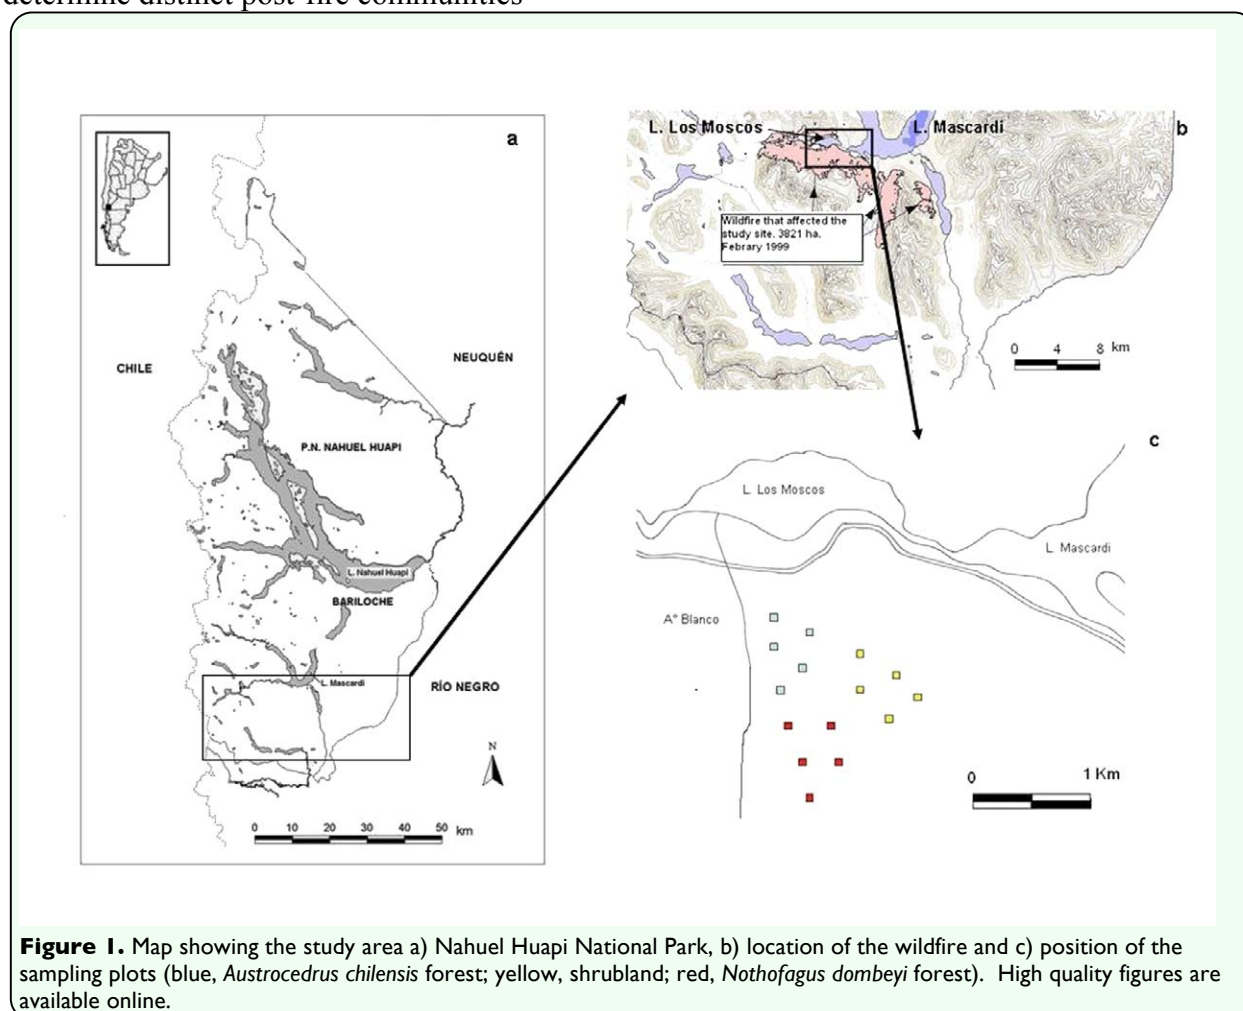 determine distinct post-fire communities
a
CHILE
NEUQUÉN
P.N. NAHUEL HUAPI
L. Nahuel Huapi
BARILOCHE
L. Mascardi
RÍO NEGRO
N
0 10 20 30 40 50 km
L. Los Moscos
L. Mascardi
b
Wildfire that affected the
study site. 3821 ha.
Febrary 1999
0 4 8 km
c
L. Los Moscos
L. Mascardi
A° Blanco
0 1 Km
Figure 1. Map showing the study area a) Nahuel Huapi National Park, b) location of the wildfire and c) position of the
sampling plots (blue, Austrocedrus chilensis forest; yellow, shrubland; red, Nothofagus dombeyi forest). High quality figures are
available online.